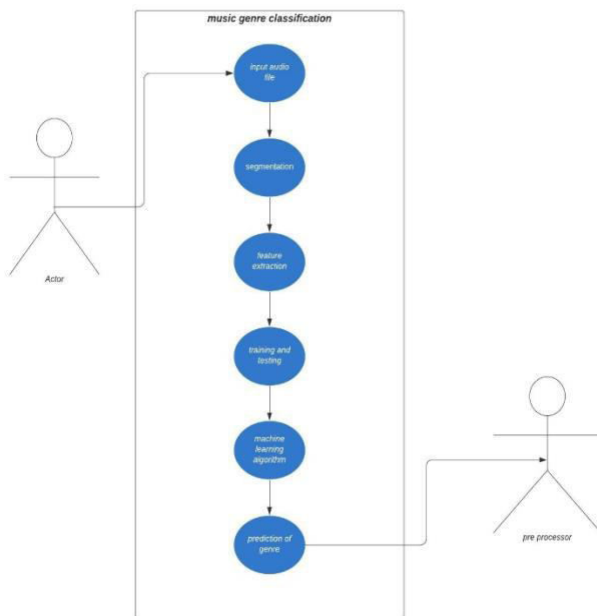 music genre classification
input audio
file
segmentation
feature
extraction
training and
testing
machine
learning
algorithm
prediction of
genre
Actor
pre processor